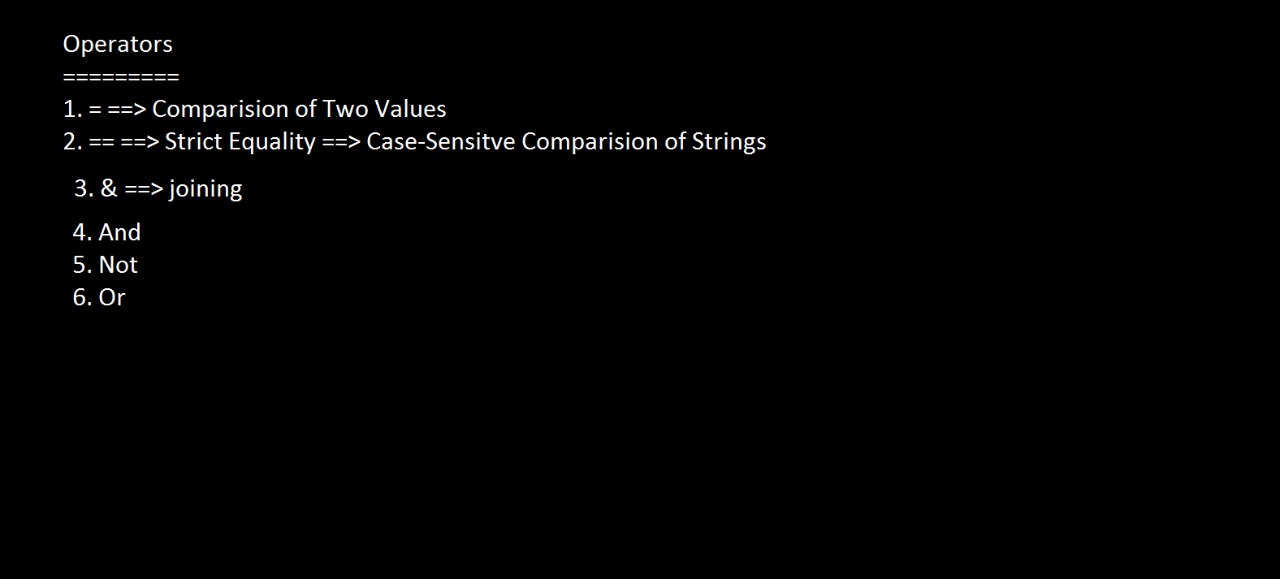 Operators
=========
1. = ==> Comparision of Two Values
2. == ==> Strict Equality ==> Case-Sensitve Comparision of Strings
3. & ==> joining
4. And
5. Not
6. Or